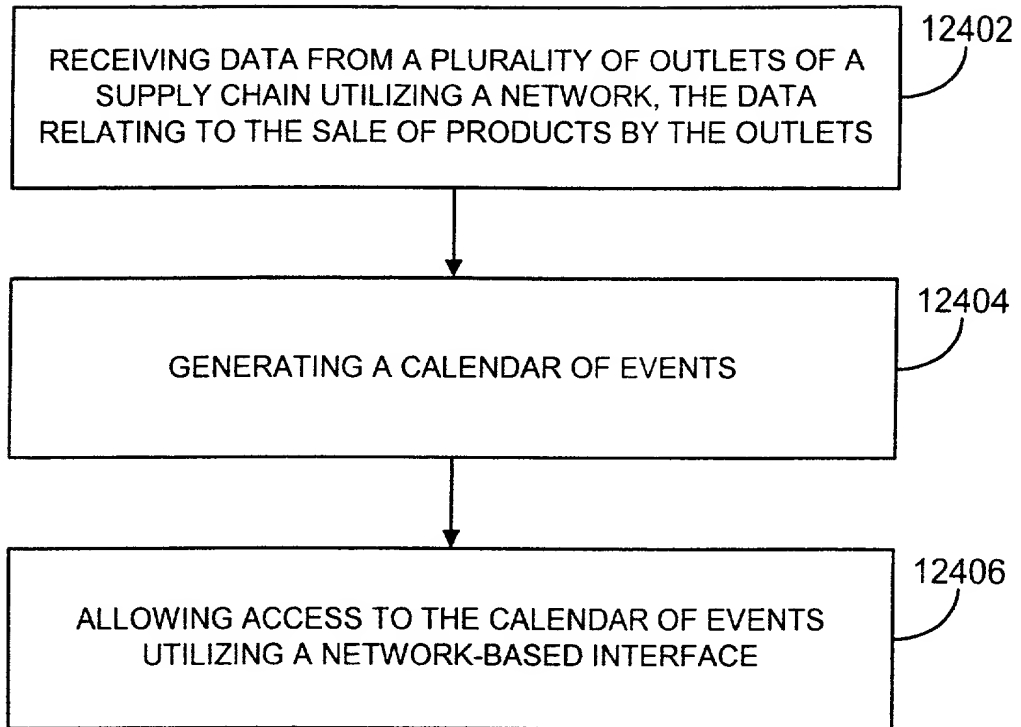 12402
RECEIVING DATA FROM A PLURALITY OF OUTLETS OF A
SUPPLY CHAIN UTILIZING A NETWORK, THE DATA
RELATING TO THE SALE OF PRODUCTS BY THE OUTLETS
12404
GENERATING A CALENDAR OF EVENTS
12406
ALLOWING ACCESS TO THE CALENDAR OF EVENTS
UTILIZING A NETWORK-BASED INTERFACE